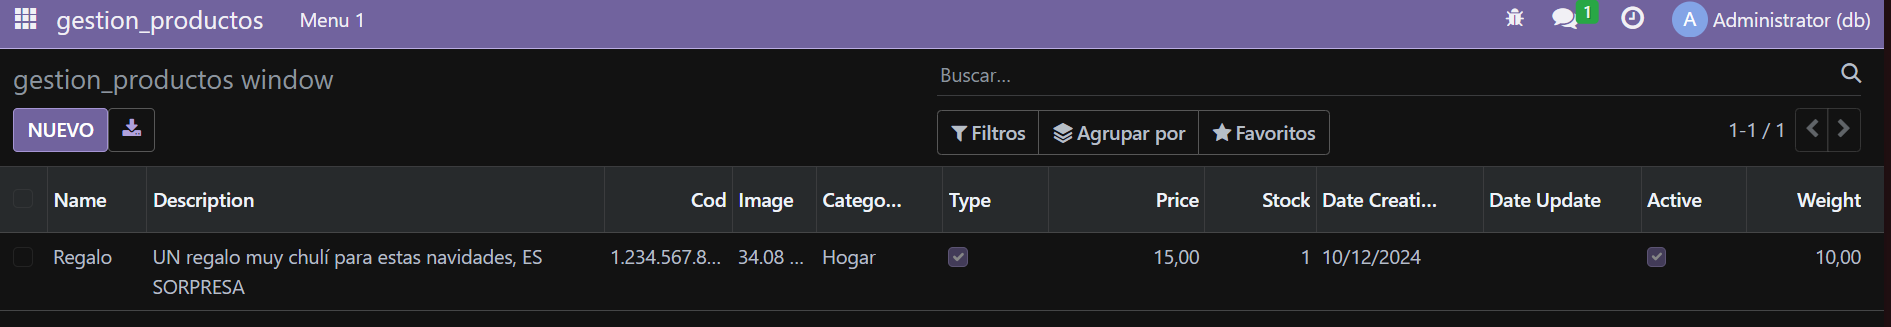 gestion_productos Menu 1 1 A Administrator (db)
gestion_productos window Buscar...
NUEVO Filtros Agrupar por Favoritos 1-1 / 1
Name Description Cod Image Catego... Type Price Stock Date Creati... Date Update Active Weight
Regalo UN regalo muy chulí para estas navidades, ES 1.234.567.8... 34.08 ... Hogar 15,00 1 10/12/2024 10,00
SORPRESA